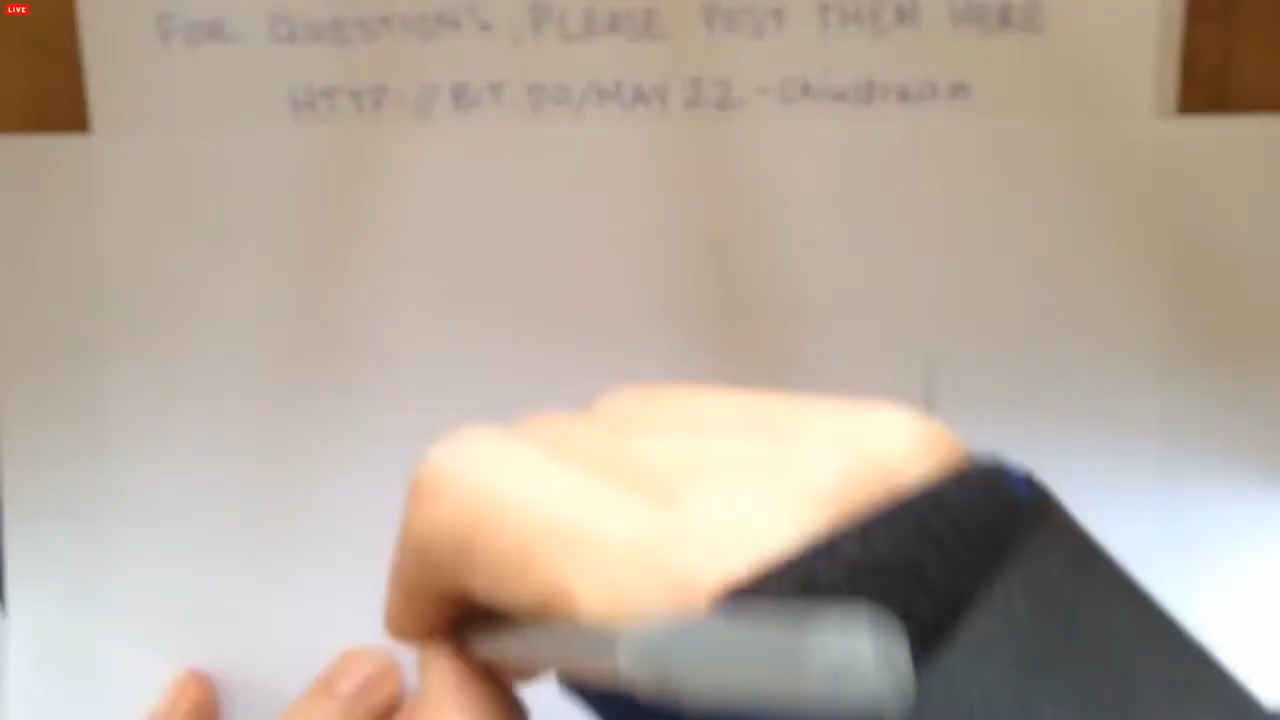 LIVE
FOR QUESTIONS, PLEASE POST THEM HERE
HTTP://BIT.DO/MAY22-